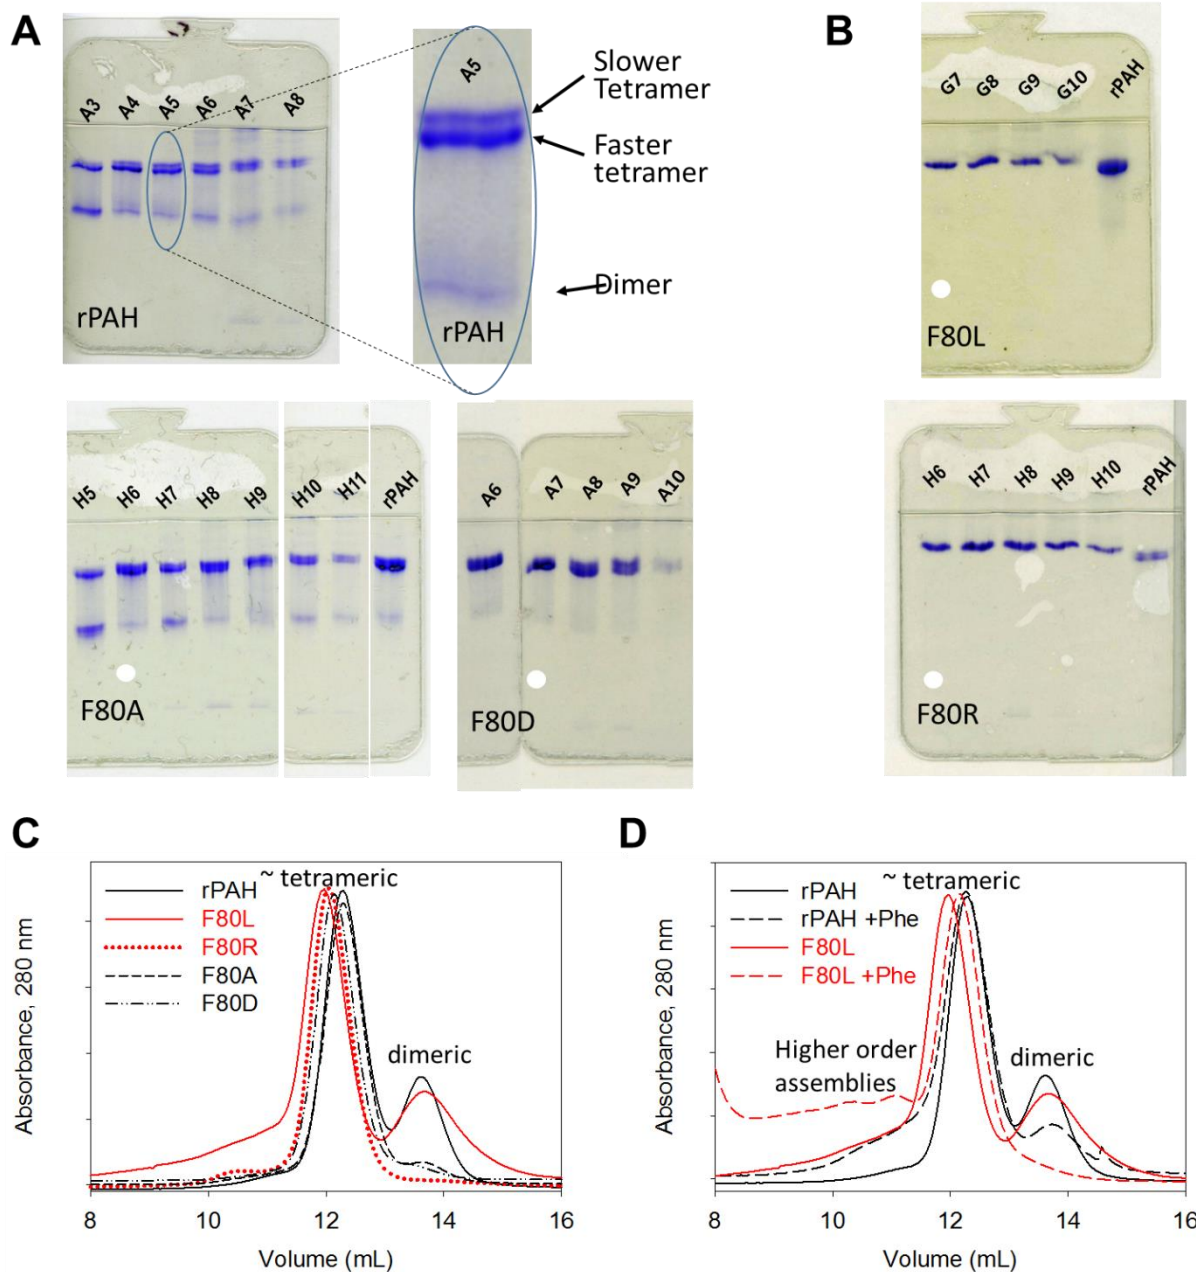 A
A3 A4 A5 A6 A7 A8
rPAH
A5
rPAH
Slower
Tetramer
Faster
tetramer
Dimer
B
G7 G8 G9 G10 rPAH
F80L
H5 H6 H7 H8 H9 H10 H11 rPAH
F80A
A6 A7 A8 A9 A10
F80D
H6 H7 H8 H9 H10 rPAH
F80R
C
Absorbance, 280 nm
rPAH
F80L
F80R
F80A
F80D
~ tetrameric
dimeric
8 10 12 14 16
Volume (mL)
D
Absorbance, 280 nm
rPAH
rPAH +Phe
F80L
F80L +Phe
~ tetrameric
Higher order
assemblies
dimeric
8 10 12 14 16
Volume (mL)